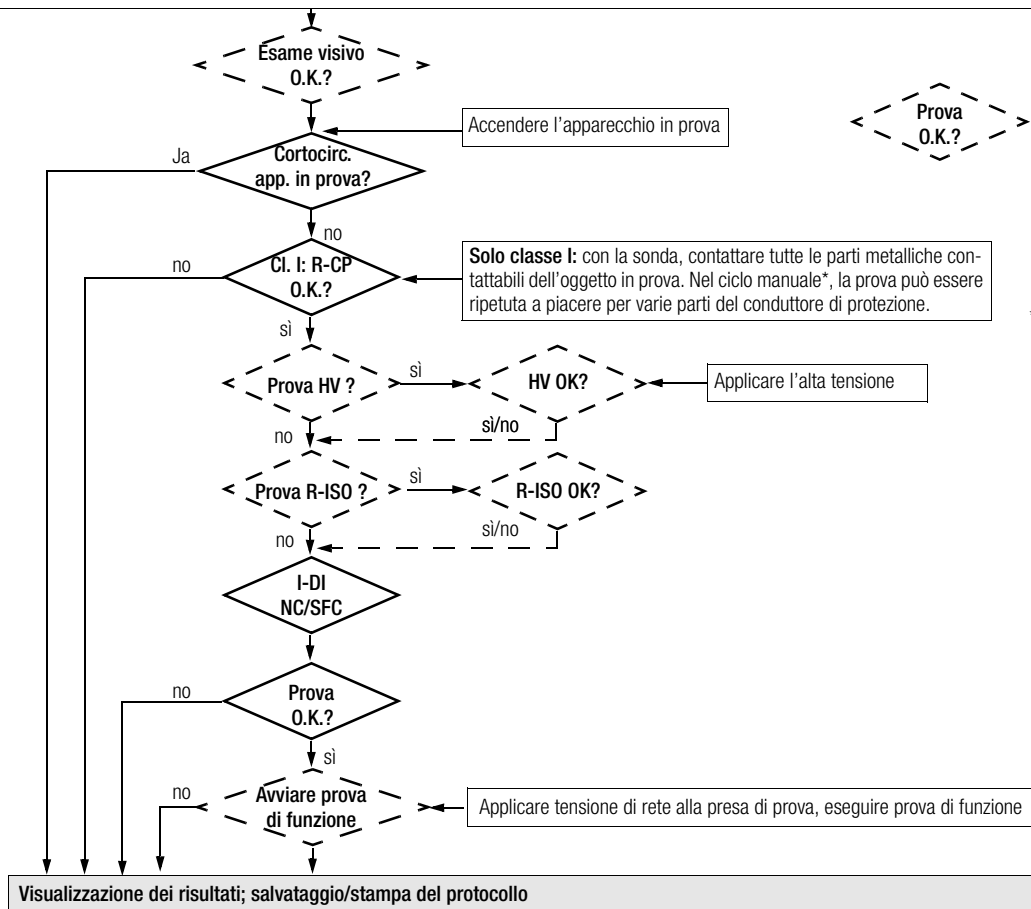 Esame visivo
O.K.?
Prova
O.K.?
Accendere l'apparecchio in prova
Ja
Cortocirc.
app. in prova?
no
no
Cl. I: R-CP
O.K.?
Solo classe I: con la sonda, contattare tutte le parti metalliche con-
tattabili dell'oggetto in prova. Nel ciclo manuale*, la prova può essere
ripetuta a piacere per varie parti del conduttore di protezione.
sì
Prova HV ?
sì
HV OK?
Applicare l'alta tensione
no
sì/no
Prova R-ISO ?
sì
R-ISO OK?
no
sì/no
I-DI
NC/SFC
no
Prova
O.K.?
sì
no
Avviare prova
di funzione
Applicare tensione di rete alla presa di prova, eseguire prova di funzione
Visualizzazione dei risultati; salvataggio/stampa del protocollo